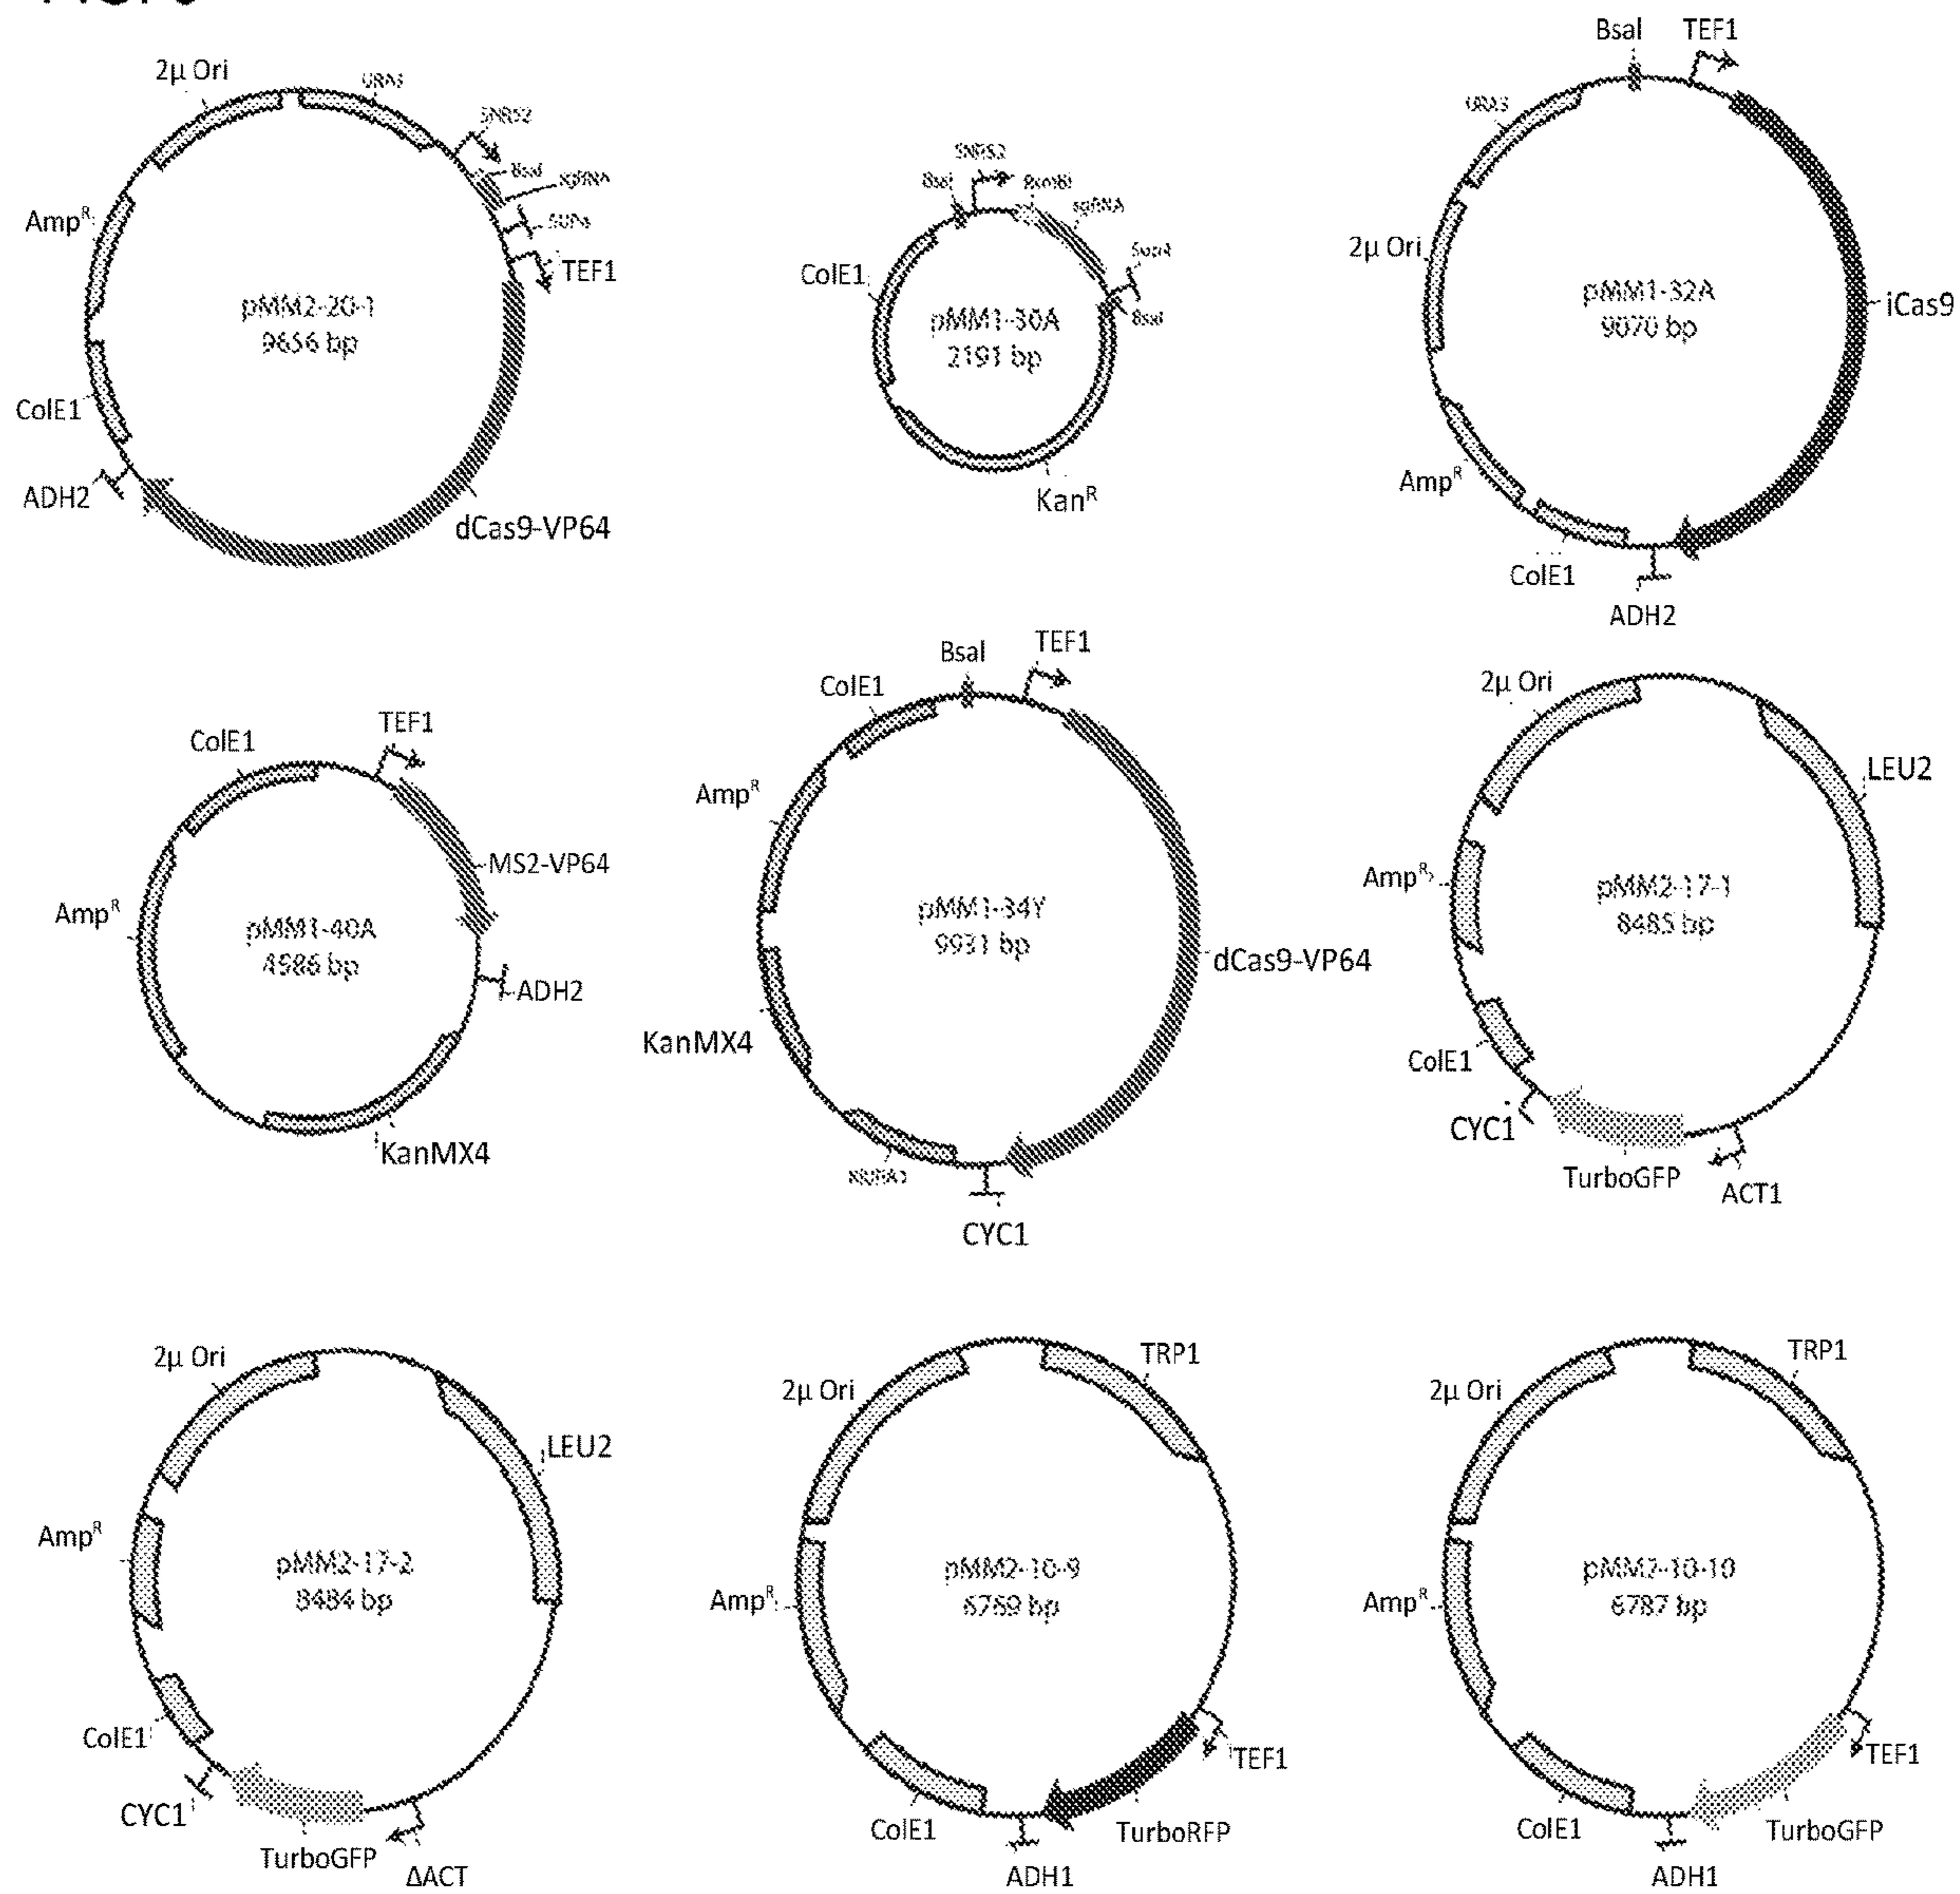 2µ Ori
URA3
SNR52
BsaI
sgRNA
SUP4
TEF1
AmpR
pMM2-20-1
9656 bp
ColE1
ADH2
dCas9-VP64
SNR52
BsaI
BsmBI
sgRNA
Sup4
BsaI
ColE1
pMM1-30A
2191 bp
KanR
BsaI
TEF1
URA3
2µ Ori
pMM1-32A
9070 bp
iCas9
AmpR
ColE1
ADH2
ColE1
TEF1
MS2-VP64
AmpR
pMM1-40A
4586 bp
ADH2
KanMX4
BsaI
TEF1
ColE1
AmpR
pMM1-34Y
9931 bp
dCas9-VP64
KanMX4
CYC1
2µ Ori
LEU2
AmpR
pMM2-17-1
8485 bp
ColE1
CYC1
TurboGFP
ACT1
2µ Ori
LEU2
AmpR
pMM2-17-2
8484 bp
ColE1
CYC1
TurboGFP
ΔACT
TRP1
2µ Ori
pMM2-10-9
6769 bp
AmpR
TEF1
ColE1
TurboRFP
ADH1
TRP1
2µ Ori
pMM2-10-10
6787 bp
AmpR
TEF1
ColE1
TurboGFP
ADH1